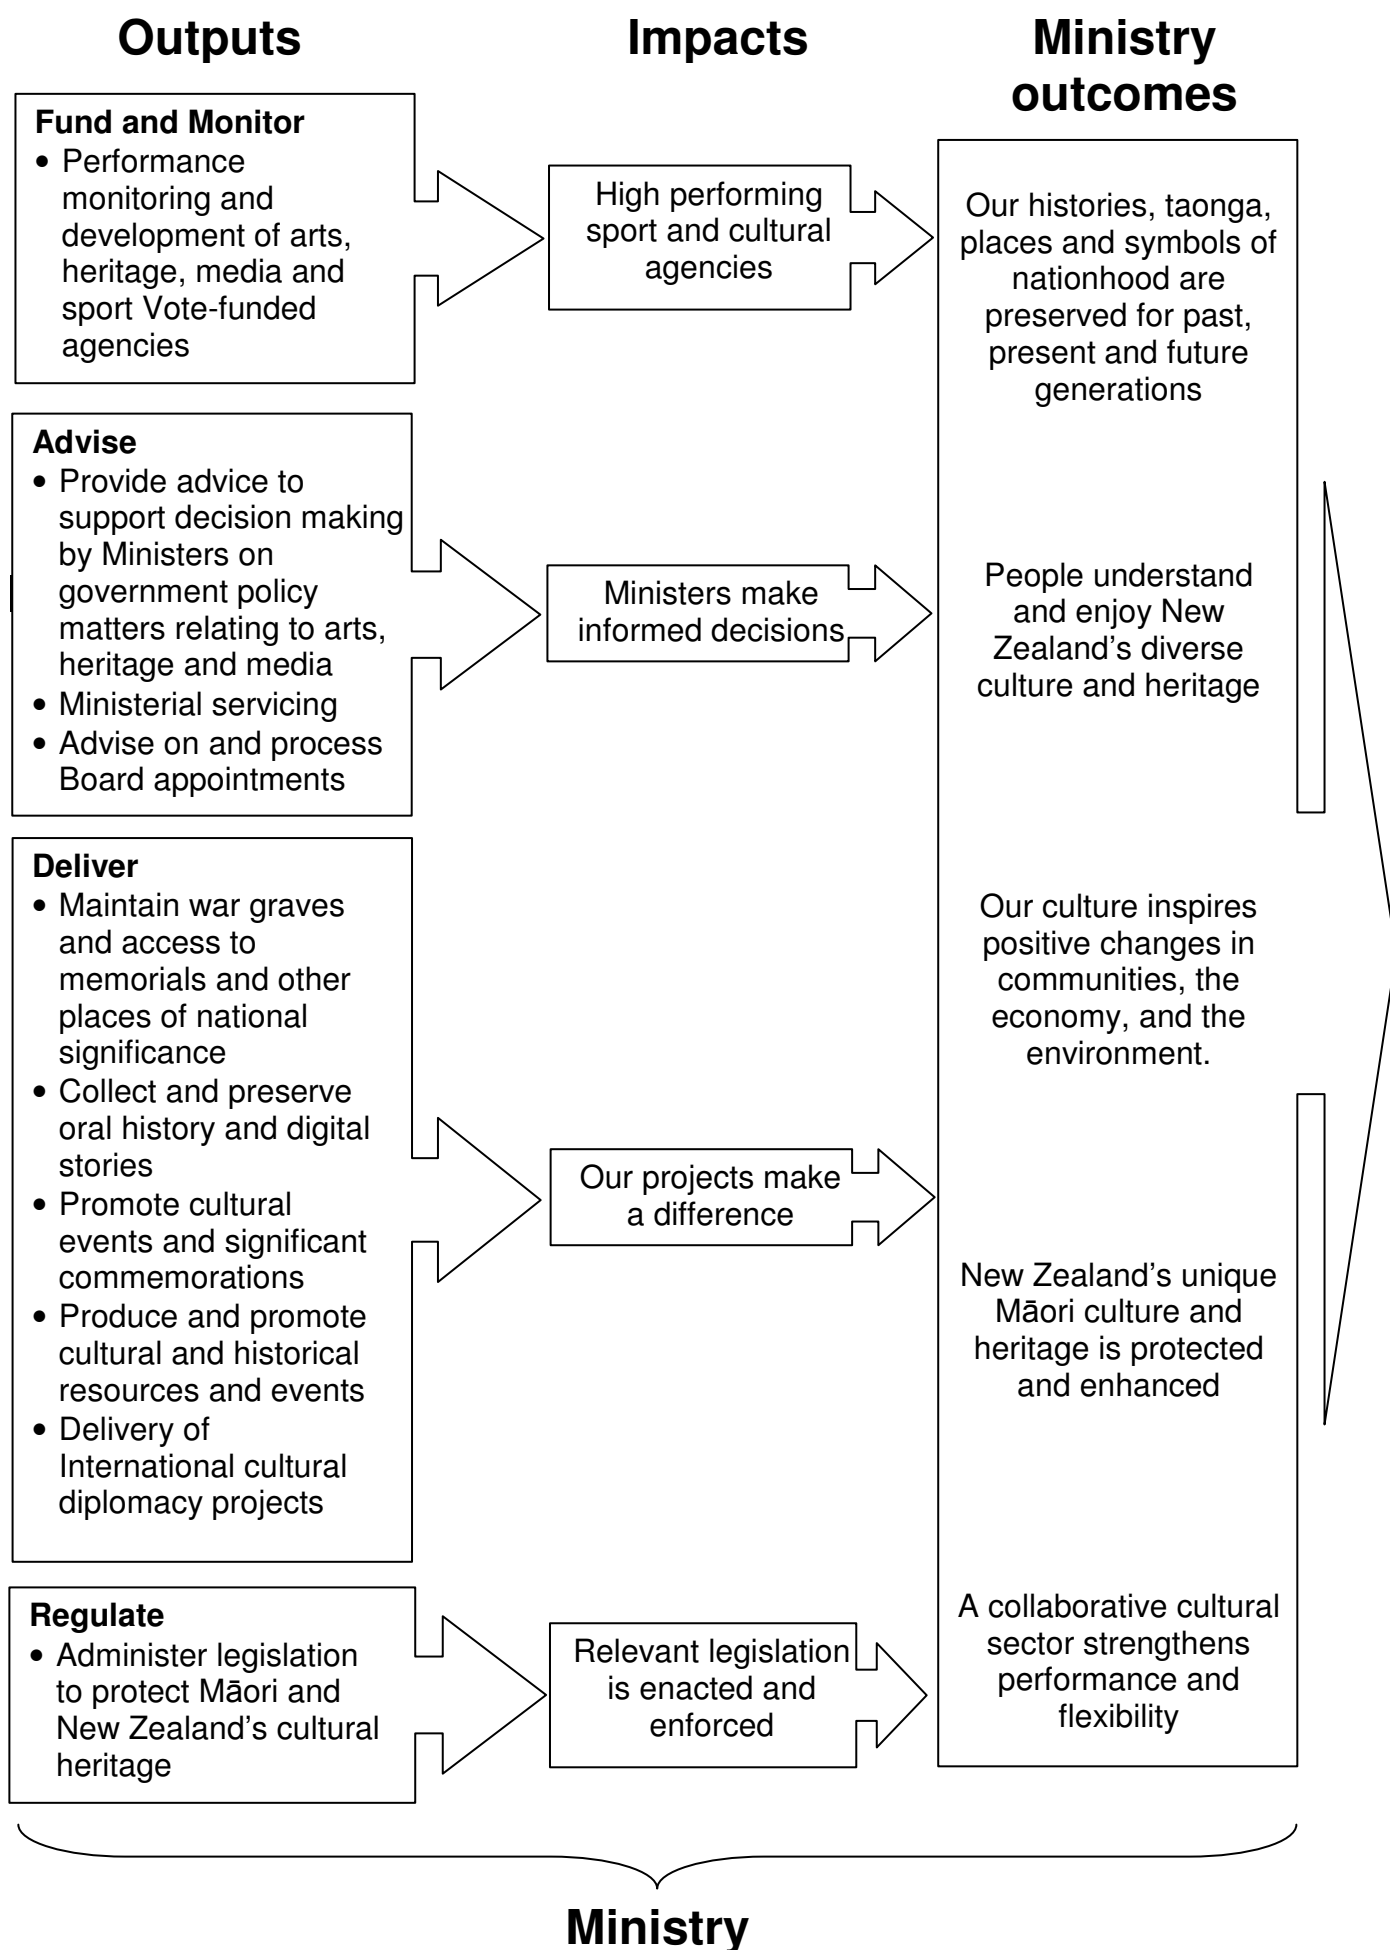 Outputs
Impacts
Ministry
outcomes
Fund and Monitor
• Performance
monitoring and
development of arts,
heritage, media and
sport Vote-funded
agencies
High performing
sport and cultural
agencies
Our histories, taonga,
places and symbols of
nationhood are
preserved for past,
present and future
generations
Advise
• Provide advice to
support decision making
by Ministers on
government policy
matters relating to arts,
heritage and media
• Ministerial servicing
• Advise on and process
Board appointments
Ministers make
informed decisions
People understand
and enjoy New
Zealand’s diverse
culture and heritage
Deliver
• Maintain war graves
and access to
memorials and other
places of national
significance
• Collect and preserve
oral history and digital
stories
• Promote cultural
events and significant
commemorations
• Produce and promote
cultural and historical
resources and events
• Delivery of
International cultural
diplomacy projects
Our projects make
a difference
Our culture inspires
positive changes in
communities, the
economy, and the
environment.
New Zealand’s unique
Māori culture and
heritage is protected
and enhanced
Regulate
• Administer legislation
to protect Māori and
New Zealand’s cultural
heritage
Relevant legislation
is enacted and
enforced
A collaborative cultural
sector strengthens
performance and
flexibility
Ministry